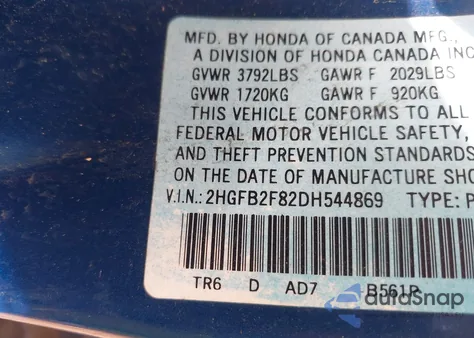 MFD. BY HONDA OF CANADA MFG.,
A DIVISION OF HONDA CANADA INC
GVWR 3792LBS GAWR F 2029LBS
GVWR 1720KG GAWR F 920KG
THIS VEHICLE CONFORMS TO ALL
FEDERAL MOTOR VEHICLE SAFETY,
AND THEFT PREVENTION STANDARDS
ON THE DATE OF MANUFACTURE SHO
V.I.N.: 2HGFB2F82DH544869 TYPE: P
TR6 D AD7 B561P
autoSnap